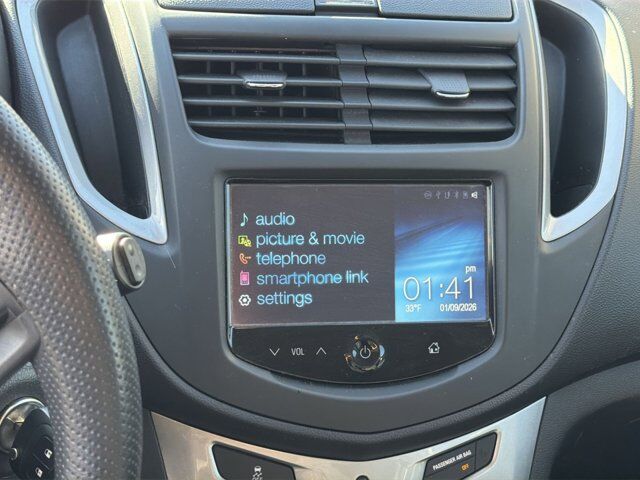 audio
picture & movie
telephone
smartphone link
settings
pm
01:41
33°F 01/09/2026
VOL
PASSENGER AIR BAG